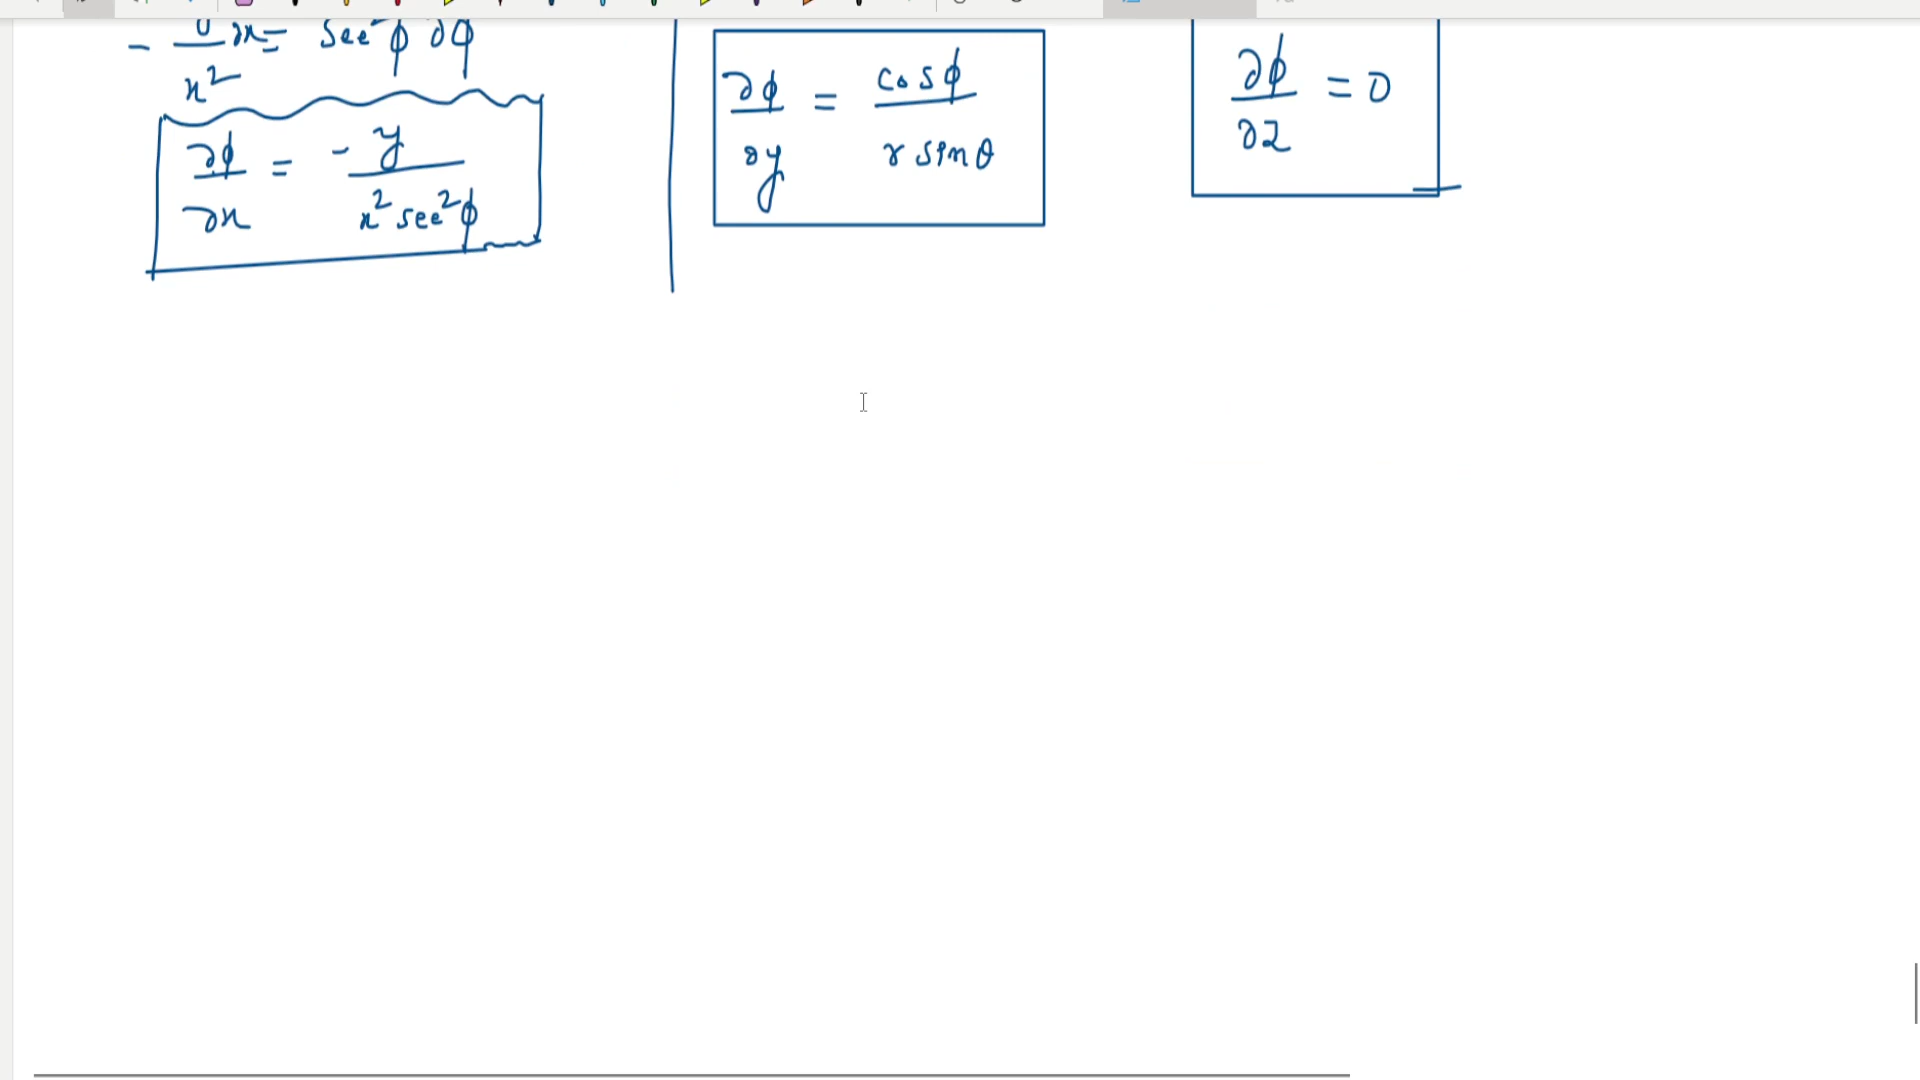 - y/x² ∂x = sec²φ ∂φ
∂φ/∂x = - y/(x² sec²φ)
∂φ/∂y = cosφ/(r sinθ)
∂φ/∂z = 0